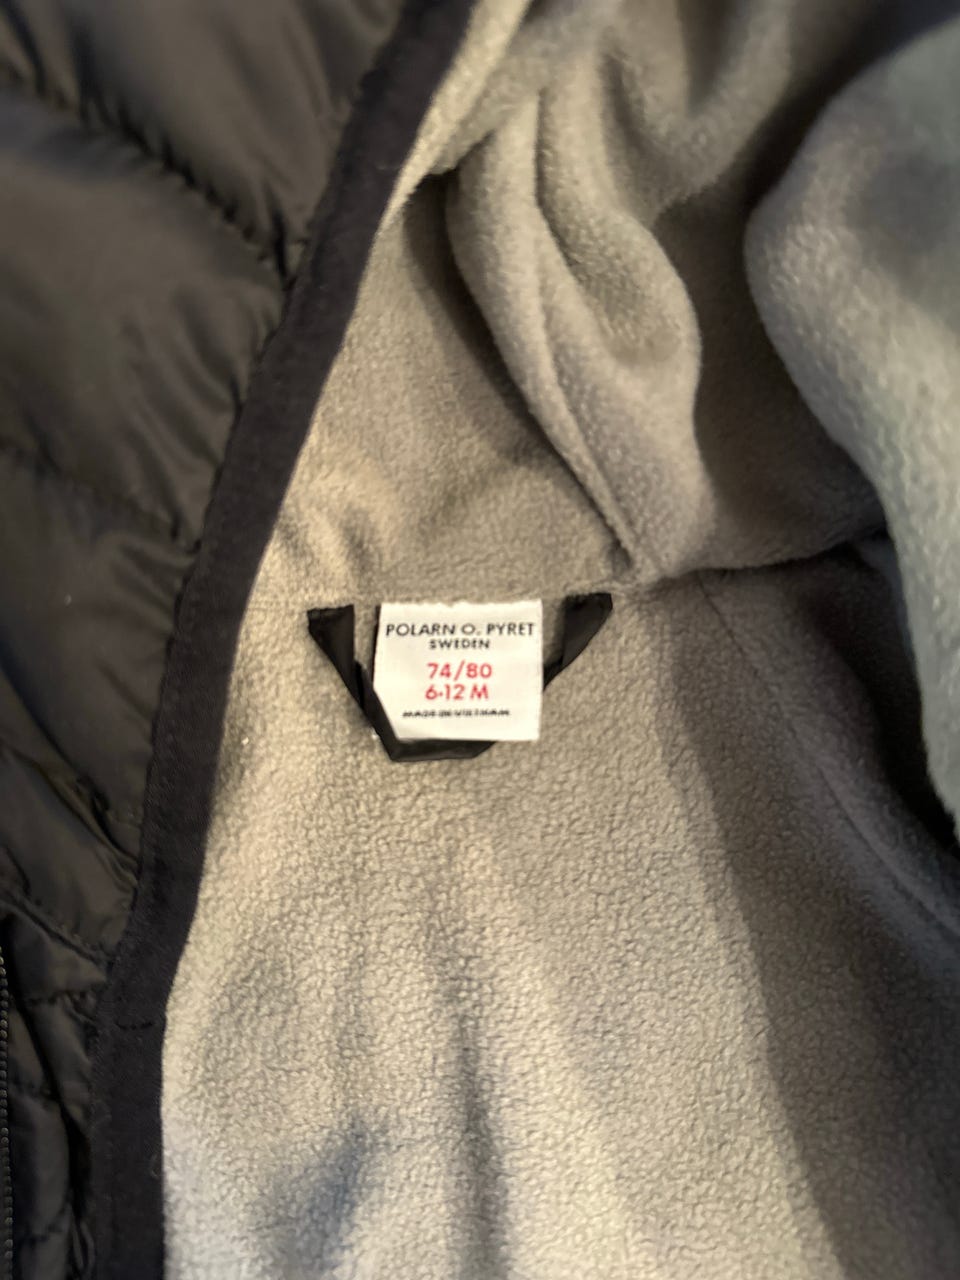 POLARN O. PYRET
SWEDEN
74/80
6-12 M
MADE IN VIETNAM